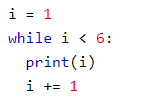 i = 1
while i < 6:
  print(i)
  i += 1